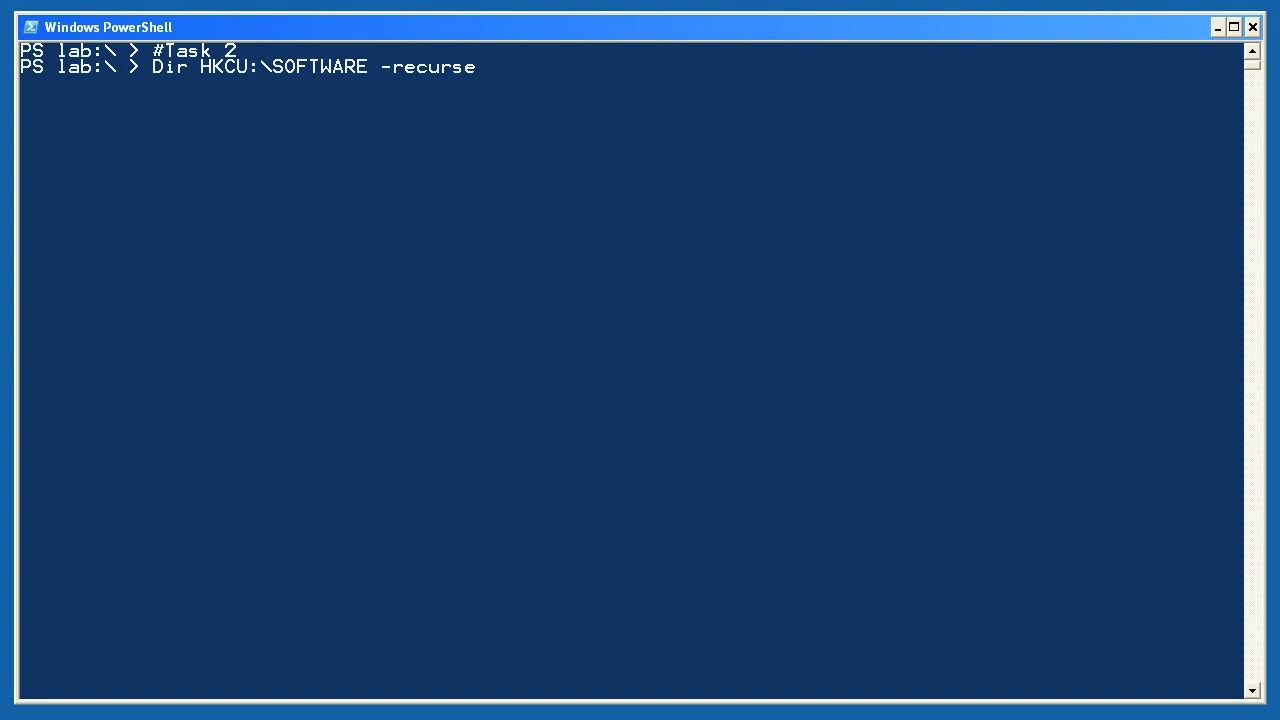 Windows PowerShell
PS lab:\ > #Task 2
PS lab:\ > Dir HKCU:\SOFTWARE -recurse